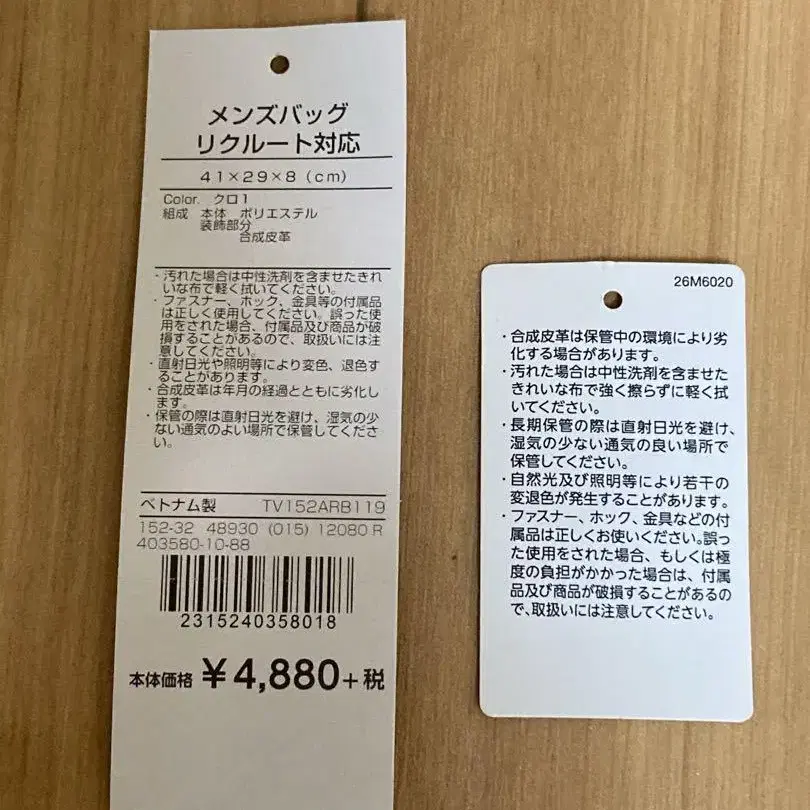 メンズバッグ
リクルート対応
41×29×8(cm)
Color. クロ1
組成 本体 ポリエステル
装飾部分
合成皮革
・汚れた場合は中性洗剤を含ませたきれ
いな布で軽く拭いてください。
・ファスナー、ホック、金具等の付属品
は正しく使用してください。誤った使
用をされた場合、付属品及び商品が破
損することがあるので、取扱いには注
意してください。
・直射日光や照明等により変色、退色す
ることがあります。
・合成皮革は年月の経過とともに劣化し
ます。
・保管の際は直射日光を避け、湿気の少
ない通気のよい場所で保管してくださ
い。
ベトナム製 TV152ARB119
152-32 48930 (015) 12080 R
403580-10-88
2315240358018
本体価格 ¥4,880+税
26M6020
・合成皮革は保管中の環境により劣
化する場合があります。
・汚れた場合は中性洗剤を含ませた
きれいな布で強く擦らずに軽く拭
いてください。
・長期保管の際は直射日光を避け、
湿気の少ない通気の良い場所で
保管してください。
・自然光及び照明等により若干の
変退色が発生することがあります。
・ファスナー、ホック、金具などの付
属品は正しくお使いください。誤っ
た使用をされた場合、もしくは極
度の負担がかかった場合は、付属
品及び商品が破損することがあるの
で、取扱いには注意してください。